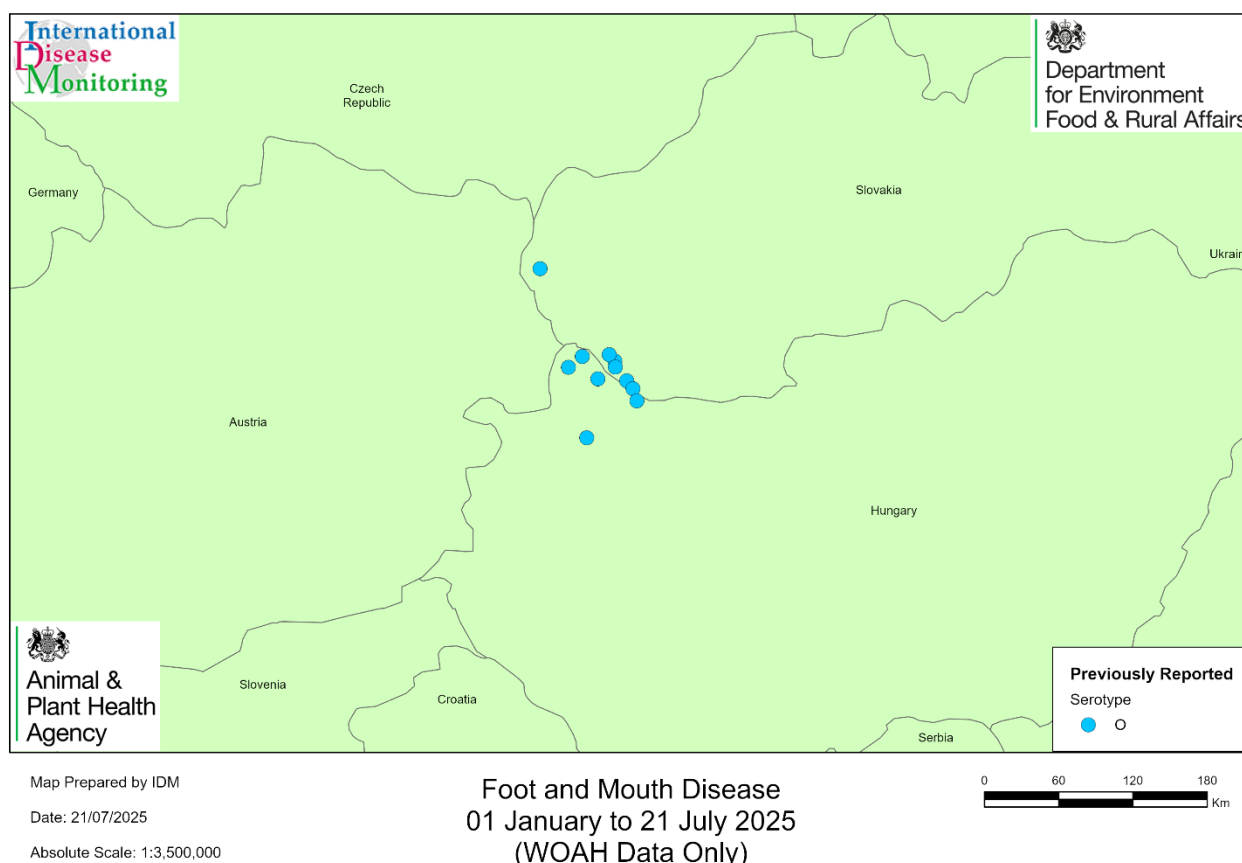 International
Disease
Monitoring
Department
for Environment
Food & Rural Affairs
Czech
Republic
Germany
Slovakia
Ukrain
Austria
Hungary
Slovenia
Croatia
Serbia
Animal &
Plant Health
Agency
Previously Reported
Serotype
O
Map Prepared by IDM
Date: 21/07/2025
Absolute Scale: 1:3,500,000
Foot and Mouth Disease
01 January to 21 July 2025
(WOAH Data Only)
0 60 120 180
Km